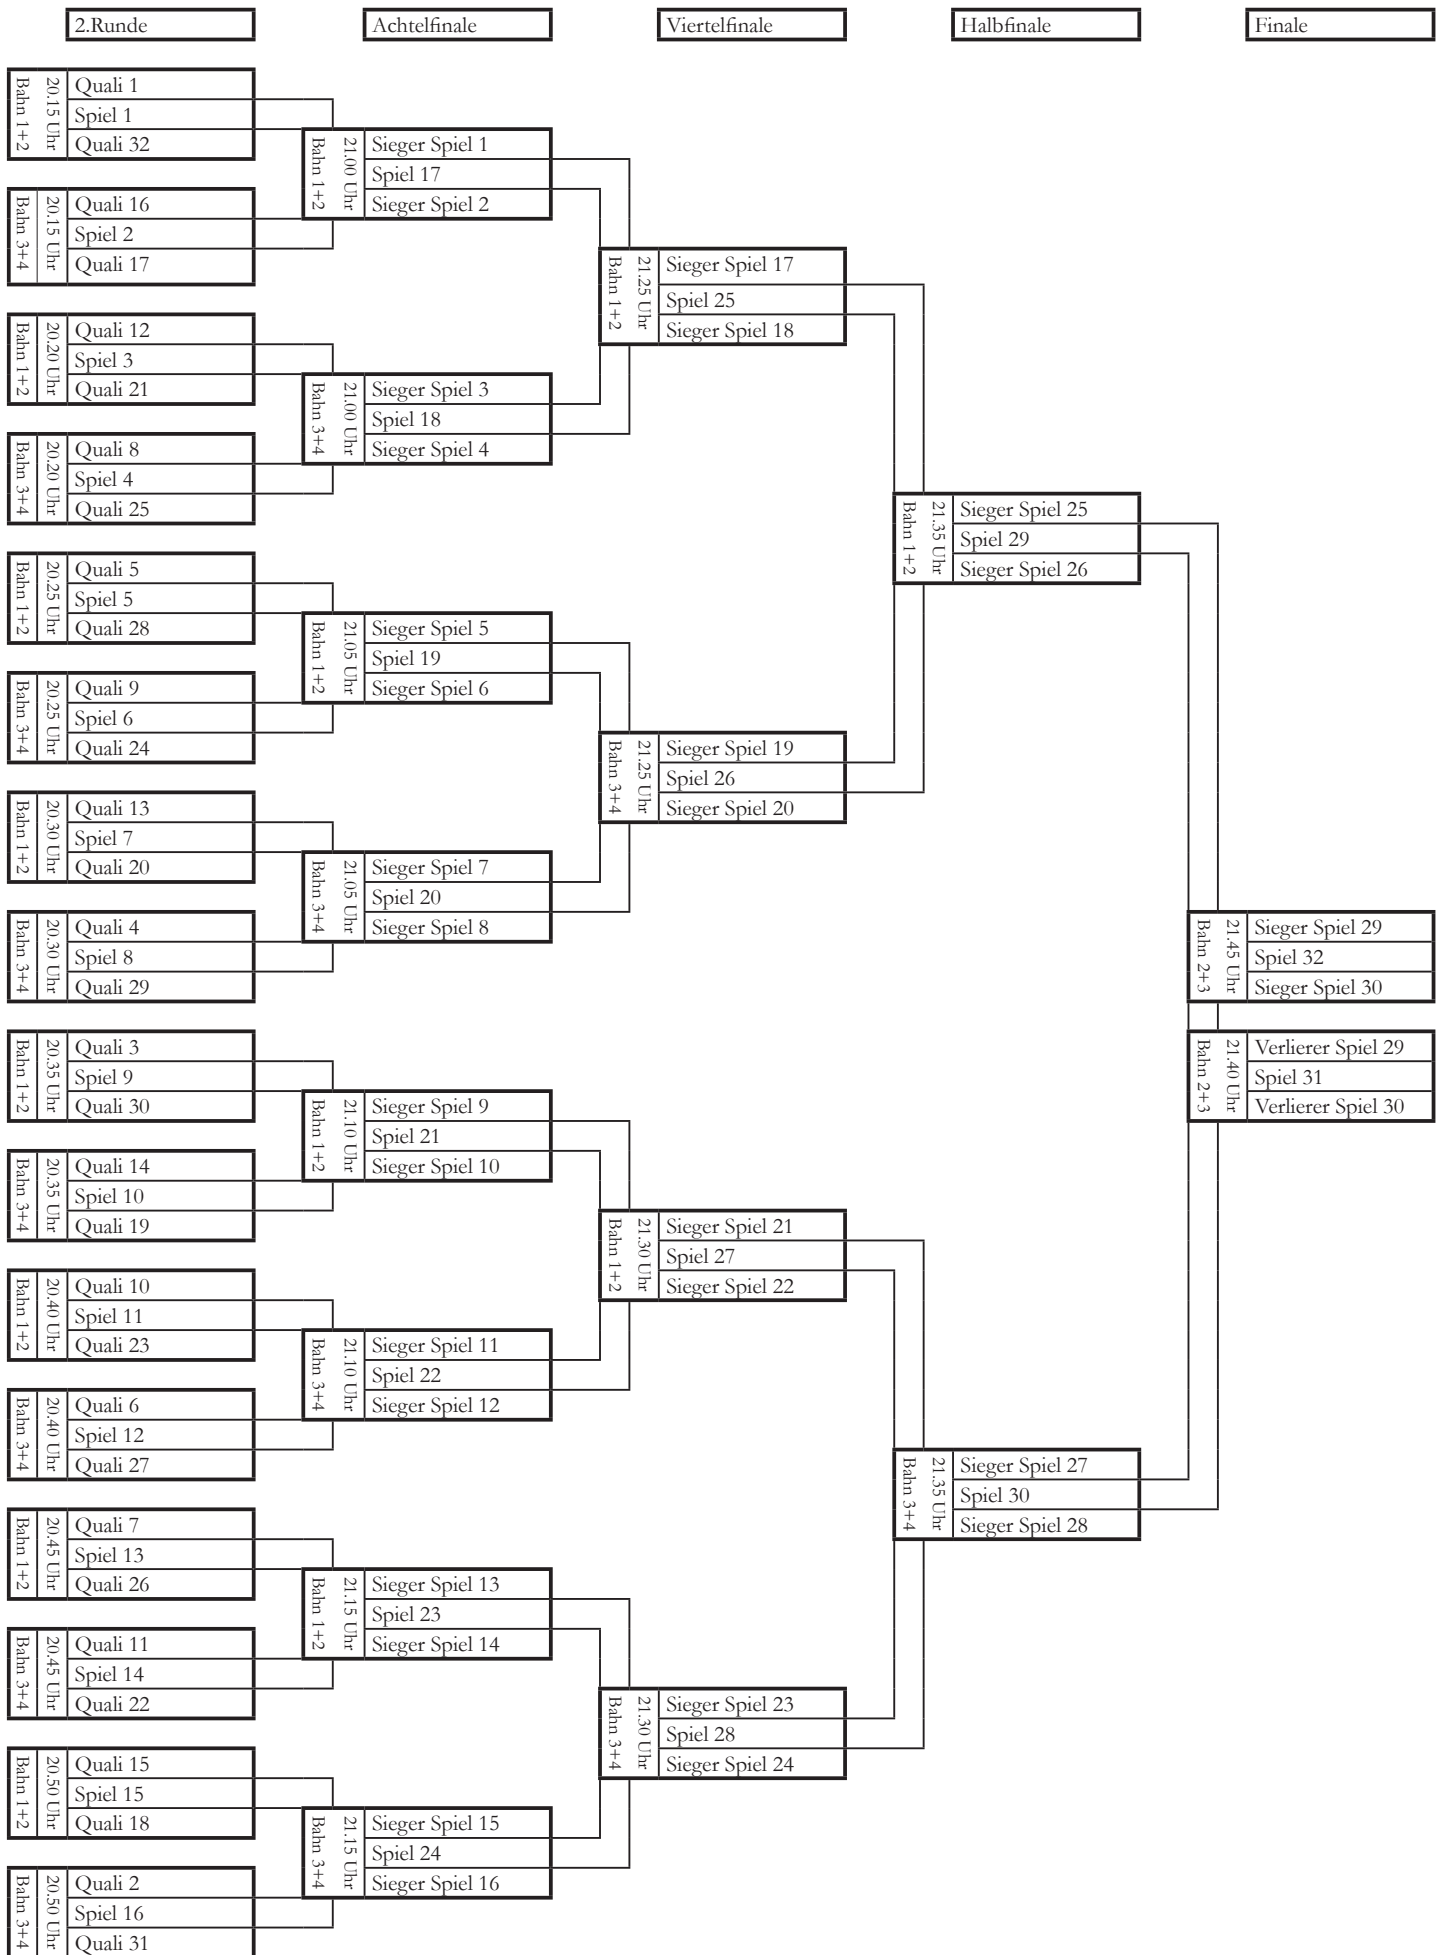 2.Runde
Achtelfinale
Viertelfinale
Halbfinale
Finale
20.15 Uhr
Bahn 1+2
Quali 1
Spiel 1
Quali 32
20.15 Uhr
Bahn 3+4
Quali 16
Spiel 2
Quali 17
20.20 Uhr
Bahn 1+2
Quali 12
Spiel 3
Quali 21
20.20 Uhr
Bahn 3+4
Quali 8
Spiel 4
Quali 25
20.25 Uhr
Bahn 1+2
Quali 5
Spiel 5
Quali 28
20.25 Uhr
Bahn 3+4
Quali 9
Spiel 6
Quali 24
20.30 Uhr
Bahn 1+2
Quali 13
Spiel 7
Quali 20
20.30 Uhr
Bahn 3+4
Quali 4
Spiel 8
Quali 29
20.35 Uhr
Bahn 1+2
Quali 3
Spiel 9
Quali 30
20.35 Uhr
Bahn 3+4
Quali 14
Spiel 10
Quali 19
20.40 Uhr
Bahn 1+2
Quali 10
Spiel 11
Quali 23
20.40 Uhr
Bahn 3+4
Quali 6
Spiel 12
Quali 27
20.45 Uhr
Bahn 1+2
Quali 7
Spiel 13
Quali 26
20.45 Uhr
Bahn 3+4
Quali 11
Spiel 14
Quali 22
20.50 Uhr
Bahn 1+2
Quali 15
Spiel 15
Quali 18
20.50 Uhr
Bahn 3+4
Quali 2
Spiel 16
Quali 31
21.00 Uhr
Bahn 1+2
Sieger Spiel 1
Spiel 17
Sieger Spiel 2
21.00 Uhr
Bahn 3+4
Sieger Spiel 3
Spiel 18
Sieger Spiel 4
21.05 Uhr
Bahn 1+2
Sieger Spiel 5
Spiel 19
Sieger Spiel 6
21.05 Uhr
Bahn 3+4
Sieger Spiel 7
Spiel 20
Sieger Spiel 8
21.10 Uhr
Bahn 1+2
Sieger Spiel 9
Spiel 21
Sieger Spiel 10
21.10 Uhr
Bahn 3+4
Sieger Spiel 11
Spiel 22
Sieger Spiel 12
21.15 Uhr
Bahn 1+2
Sieger Spiel 13
Spiel 23
Sieger Spiel 14
21.15 Uhr
Bahn 3+4
Sieger Spiel 15
Spiel 24
Sieger Spiel 16
21.25 Uhr
Bahn 1+2
Sieger Spiel 17
Spiel 25
Sieger Spiel 18
21.25 Uhr
Bahn 3+4
Sieger Spiel 19
Spiel 26
Sieger Spiel 20
21.30 Uhr
Bahn 1+2
Sieger Spiel 21
Spiel 27
Sieger Spiel 22
21.30 Uhr
Bahn 3+4
Sieger Spiel 23
Spiel 28
Sieger Spiel 24
21.35 Uhr
Bahn 1+2
Sieger Spiel 25
Spiel 29
Sieger Spiel 26
21.35 Uhr
Bahn 3+4
Sieger Spiel 27
Spiel 30
Sieger Spiel 28
21.45 Uhr
Bahn 2+3
Sieger Spiel 29
Spiel 32
Sieger Spiel 30
21.40 Uhr
Bahn 2+3
Verlierer Spiel 29
Spiel 31
Verlierer Spiel 30